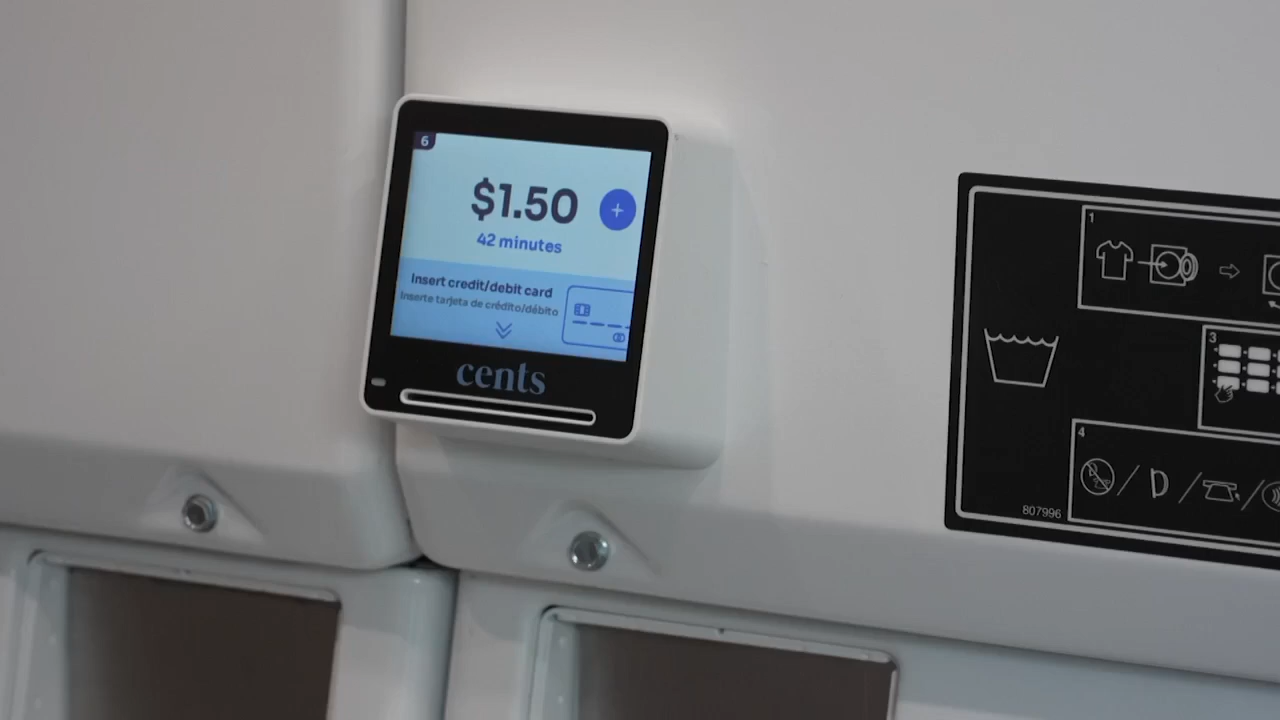 6
$1.50
+
42 minutes
Insert credit/debit card
Inserte tarjeta de crédito/débito
cents
1
3
4
D
807996